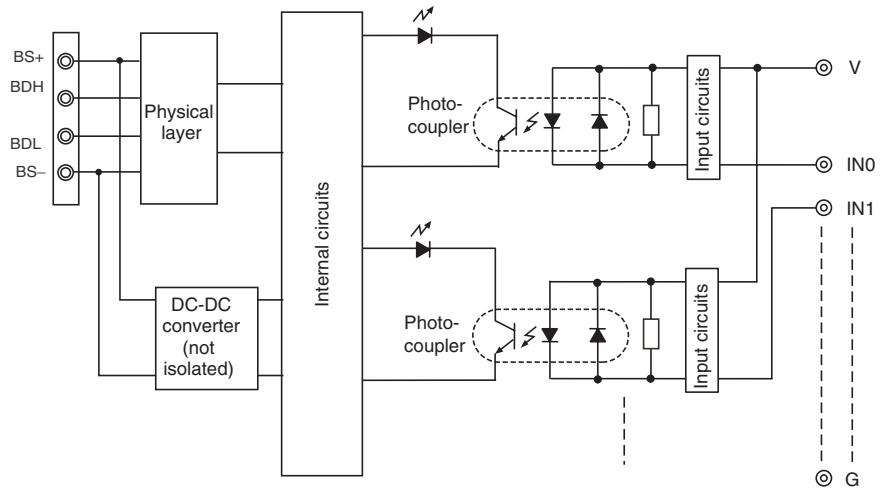 BS+
BDH
BDL
BS–
Physical
layer
DC-DC
converter
(not
isolated)
Internal circuits
Photo-
coupler
Input circuits
V
IN0
IN1
Photo-
coupler
Input circuits
G